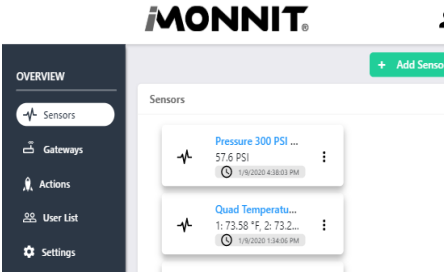 iMONNIT®
+ Add Senso
OVERVIEW
Sensors
Gateways
Actions
User List
Settings
Sensors
Pressure 300 PSI ...
57.6 PSI
1/9/2020 4:38:03 PM
Quad Temperatu...
1: 73.58 °F, 2: 73.2...
1/9/2020 1:34:06 PM